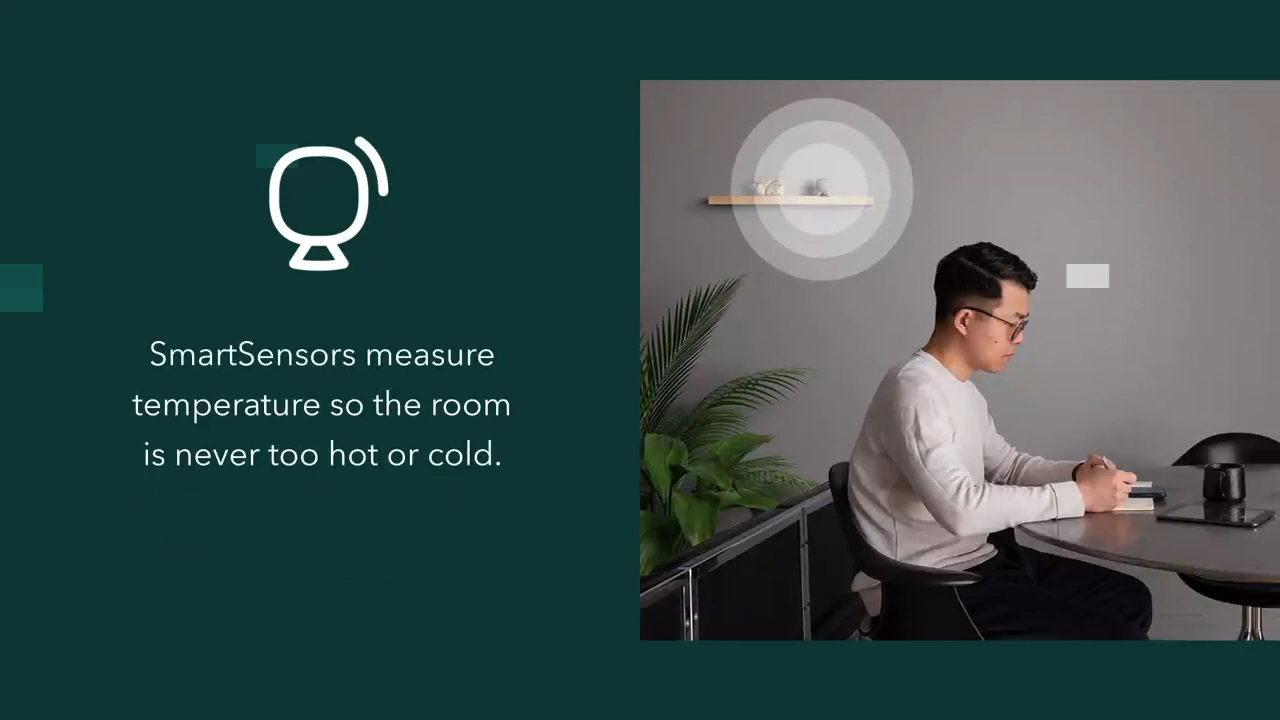 SmartSensors measure
temperature so the room
is never too hot or cold.